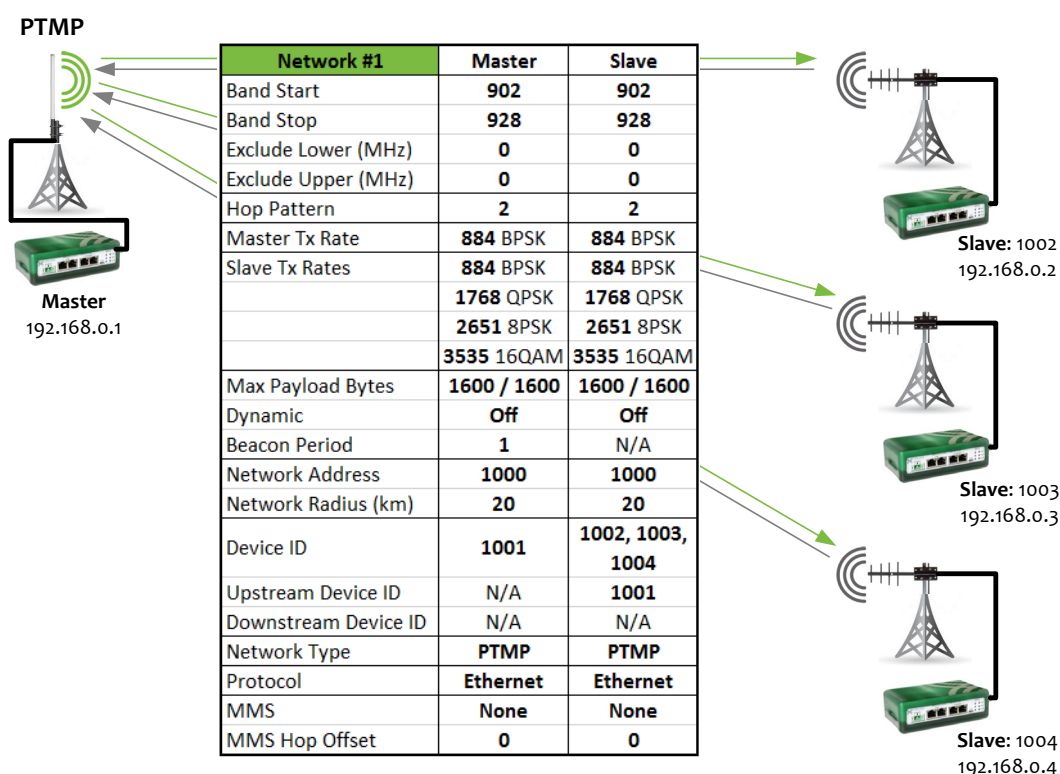 PTMP
Network #1 Master Slave
Band Start 902 902
Band Stop 928 928
Exclude Lower (MHz) 0 0
Exclude Upper (MHz) 0 0
Hop Pattern 2 2
Master Tx Rate 884 BPSK 884 BPSK
Slave Tx Rates 884 BPSK 884 BPSK
1768 QPSK 1768 QPSK
2651 8PSK 2651 8PSK
3535 16QAM 3535 16QAM
Max Payload Bytes 1600 / 1600 1600 / 1600
Dynamic Off Off
Beacon Period 1 N/A
Network Address 1000 1000
Network Radius (km) 20 20
Device ID 1001 1002, 1003,
1004
Upstream Device ID N/A 1001
Downstream Device ID N/A N/A
Network Type PTMP PTMP
Protocol Ethernet Ethernet
MMS None None
MMS Hop Offset 0 0
Master
192.168.0.1
Slave: 1002
192.168.0.2
Slave: 1003
192.168.0.3
Slave: 1004
192.168.0.4